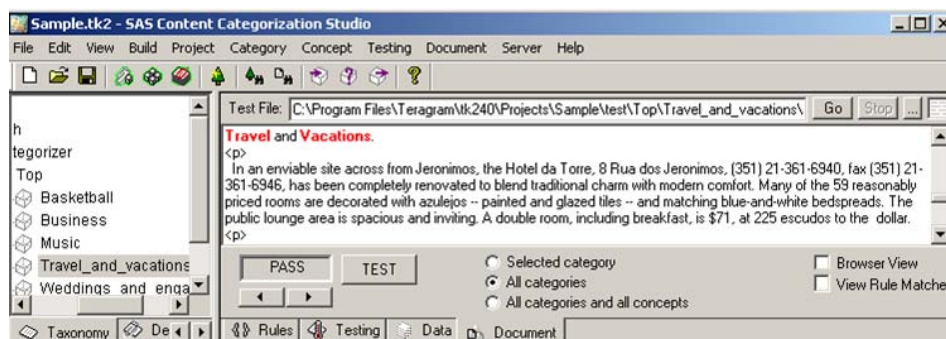 Sample.tk2 - SAS Content Categorization Studio
File Edit View Build Project Category Concept Testing Document Server Help
h
tegorizer
Top
Basketball
Business
Music
Travel_and_vacations
Weddings_and_enga
Taxonomy De
Test File: C:\Program Files\Teragram\tk240\Projects\Sample\test\Top\Travel_and_vacations\ Go Stop ...
Travel and Vacations.
<p>
In an enviable site across from Jeronimos, the Hotel da Torre, 8 Rua dos Jeronimos, (351) 21-361-6940, fax (351) 21-
361-6946, has been completely renovated to blend traditional charm with modern comfort. Many of the 59 reasonably
priced rooms are decorated with azulejos -- painted and glazed tiles -- and matching blue-and-white bedspreads. The
public lounge area is spacious and inviting. A double room, including breakfast, is $71, at 225 escudos to the dollar.
<p>
PASS TEST
Selected category
All categories
All categories and all concepts
Browser View
View Rule Matche
Rules Testing Data Document